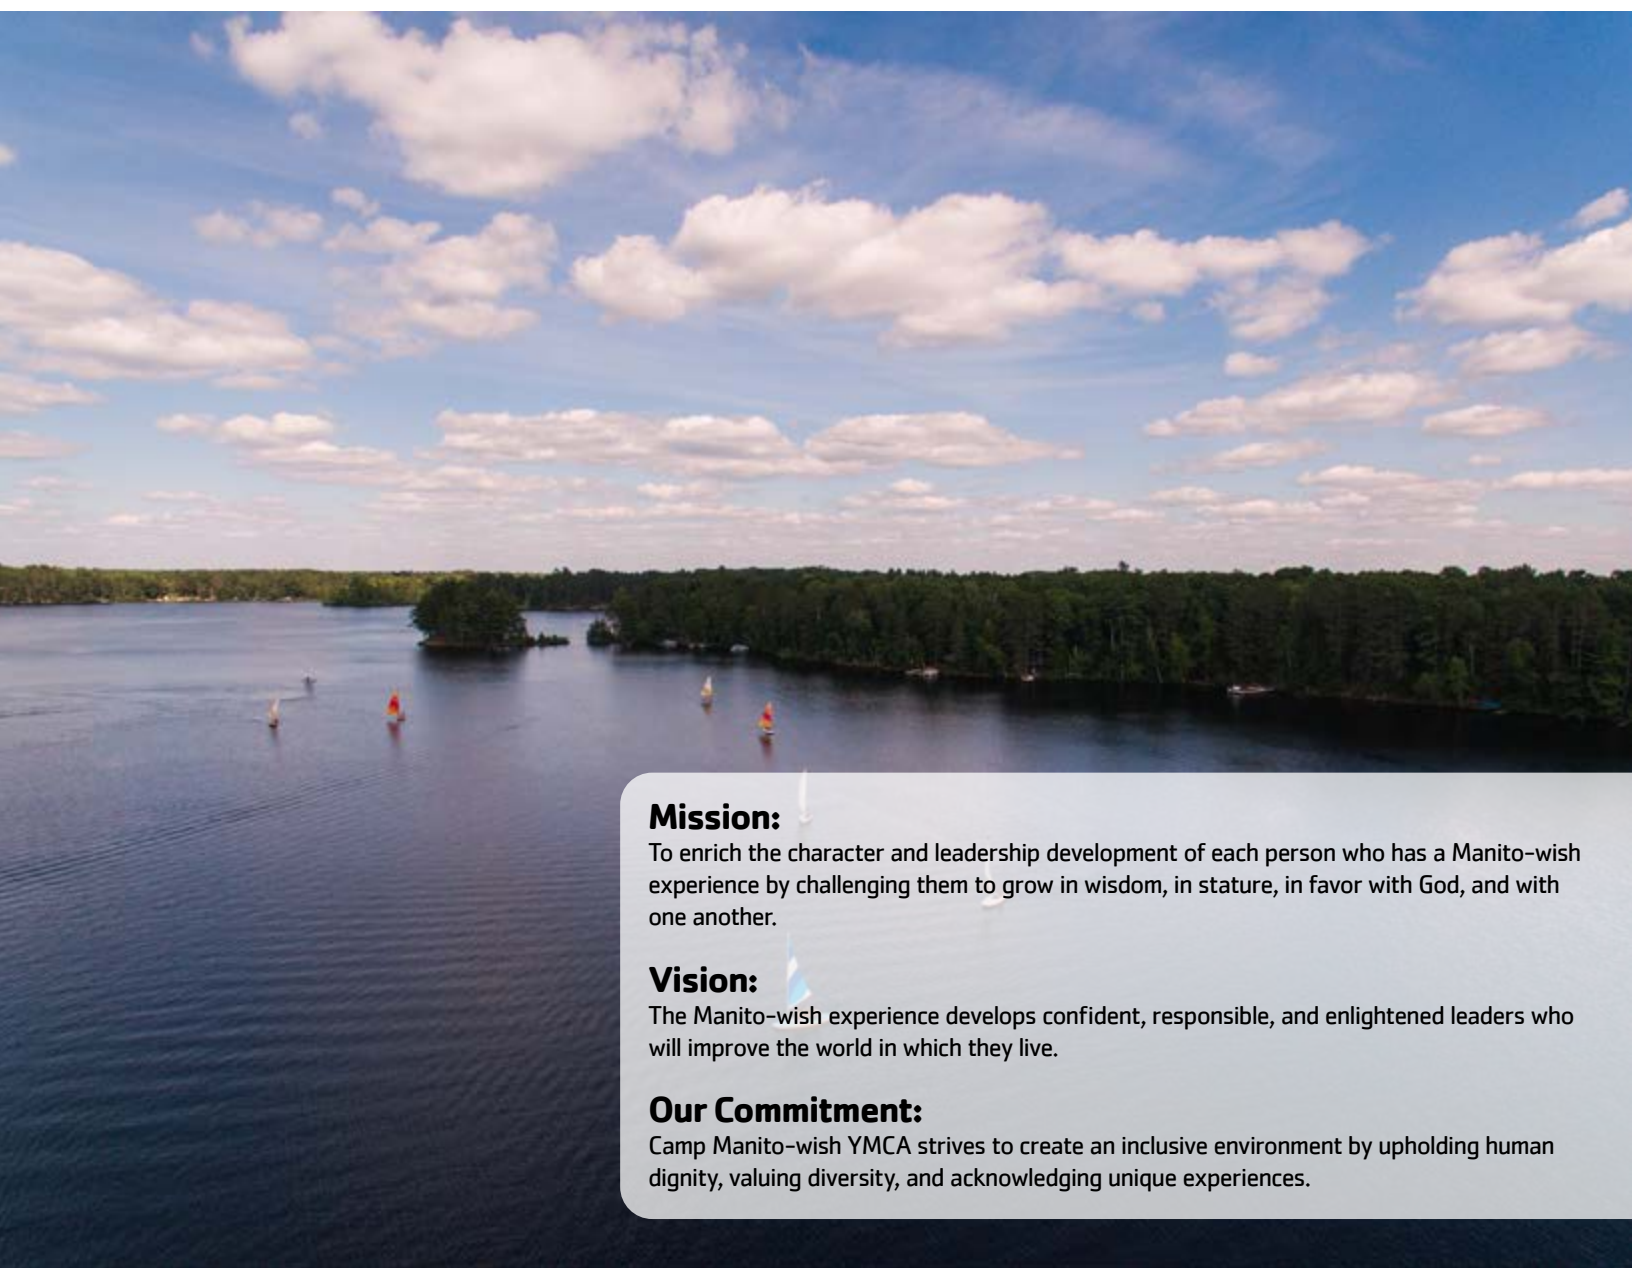 Mission:
To enrich the character and leadership development of each person who has a Manito-wish
experience by challenging them to grow in wisdom, in stature, in favor with God, and with
one another.
Vision:
The Manito-wish experience develops confident, responsible, and enlightened leaders who
will improve the world in which they live.
Our Commitment:
Camp Manito-wish YMCA strives to create an inclusive environment by upholding human
dignity, valuing diversity, and acknowledging unique experiences.